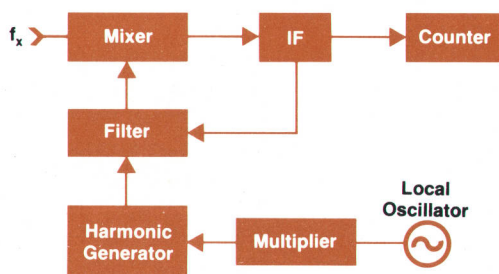 fx
Mixer
IF
Counter
Filter
Local
Oscillator
Harmonic
Generator
Multiplier